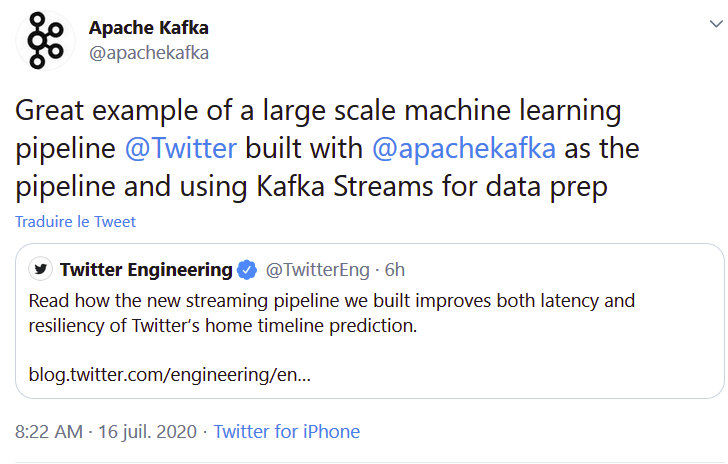 Apache Kafka
@apachekafka
Great example of a large scale machine learning
pipeline @Twitter built with @apachekafka as the
pipeline and using Kafka Streams for data prep
Traduire le Tweet
Twitter Engineering @TwitterEng · 6h
Read how the new streaming pipeline we built improves both latency and
resiliency of Twitter's home timeline prediction.
blog.twitter.com/engineering/en...
8:22 AM · 16 juil. 2020 · Twitter for iPhone